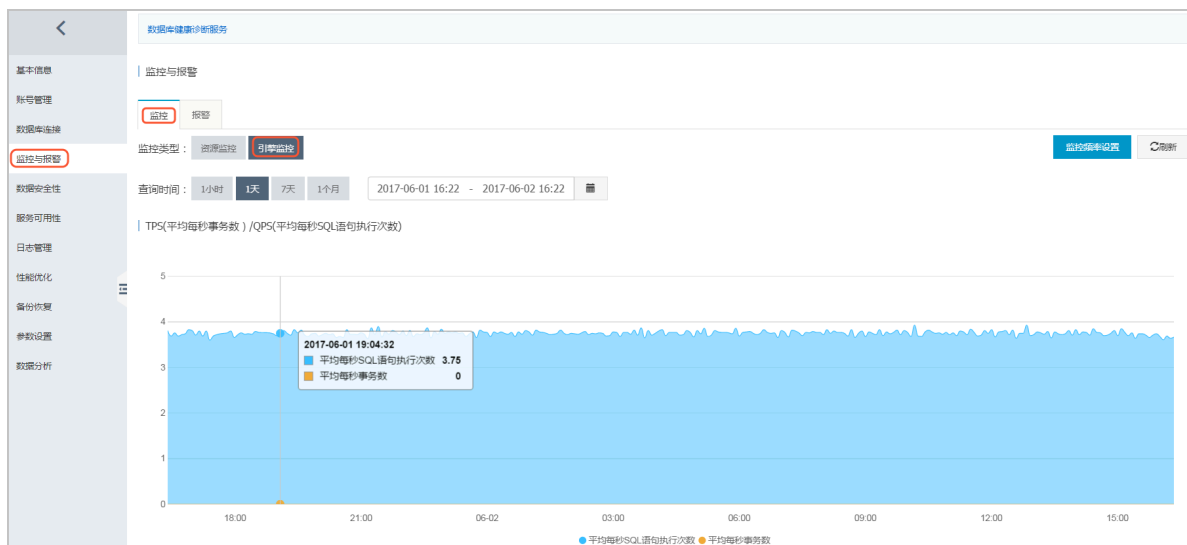 数据库健康诊断服务
基本信息
账号管理
数据库连接
监控与报警
数据安全性
服务可用性
日志管理
性能优化
备份恢复
参数设置
数据分析
监控与报警
监控 报警
监控类型： 资源监控 引擎监控 监控频率设置 刷新
查询时间： 1小时 1天 7天 1个月 2017-06-01 16:22 - 2017-06-02 16:22
TPS(平均每秒事务数 ) /QPS(平均每秒SQL语句执行次数)
5
4
3
2
1
0
2017-06-01 19:04:32
平均每秒SQL语句执行次数 3.75
平均每秒事务数 0
18:00 21:00 06-02 03:00 06:00 09:00 12:00 15:00
平均每秒SQL语句执行次数 平均每秒事务数